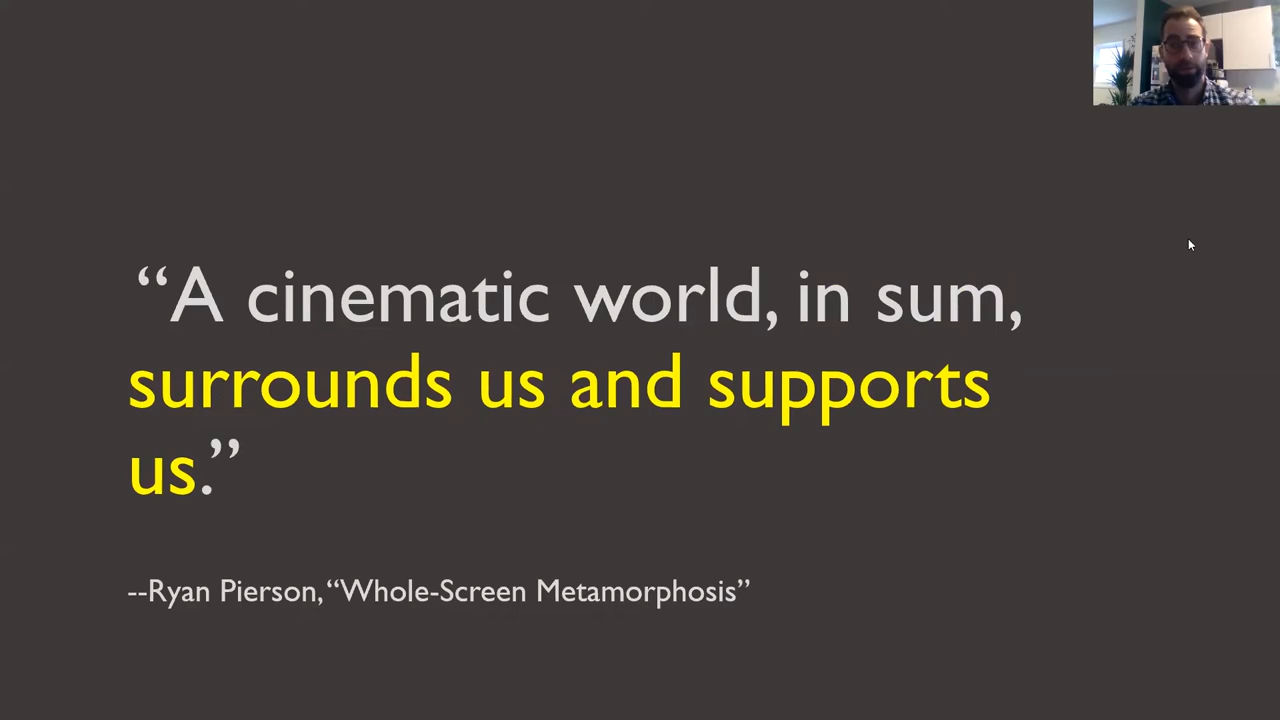 “A cinematic world, in sum,
surrounds us and supports
us.”
--Ryan Pierson, “Whole-Screen Metamorphosis”